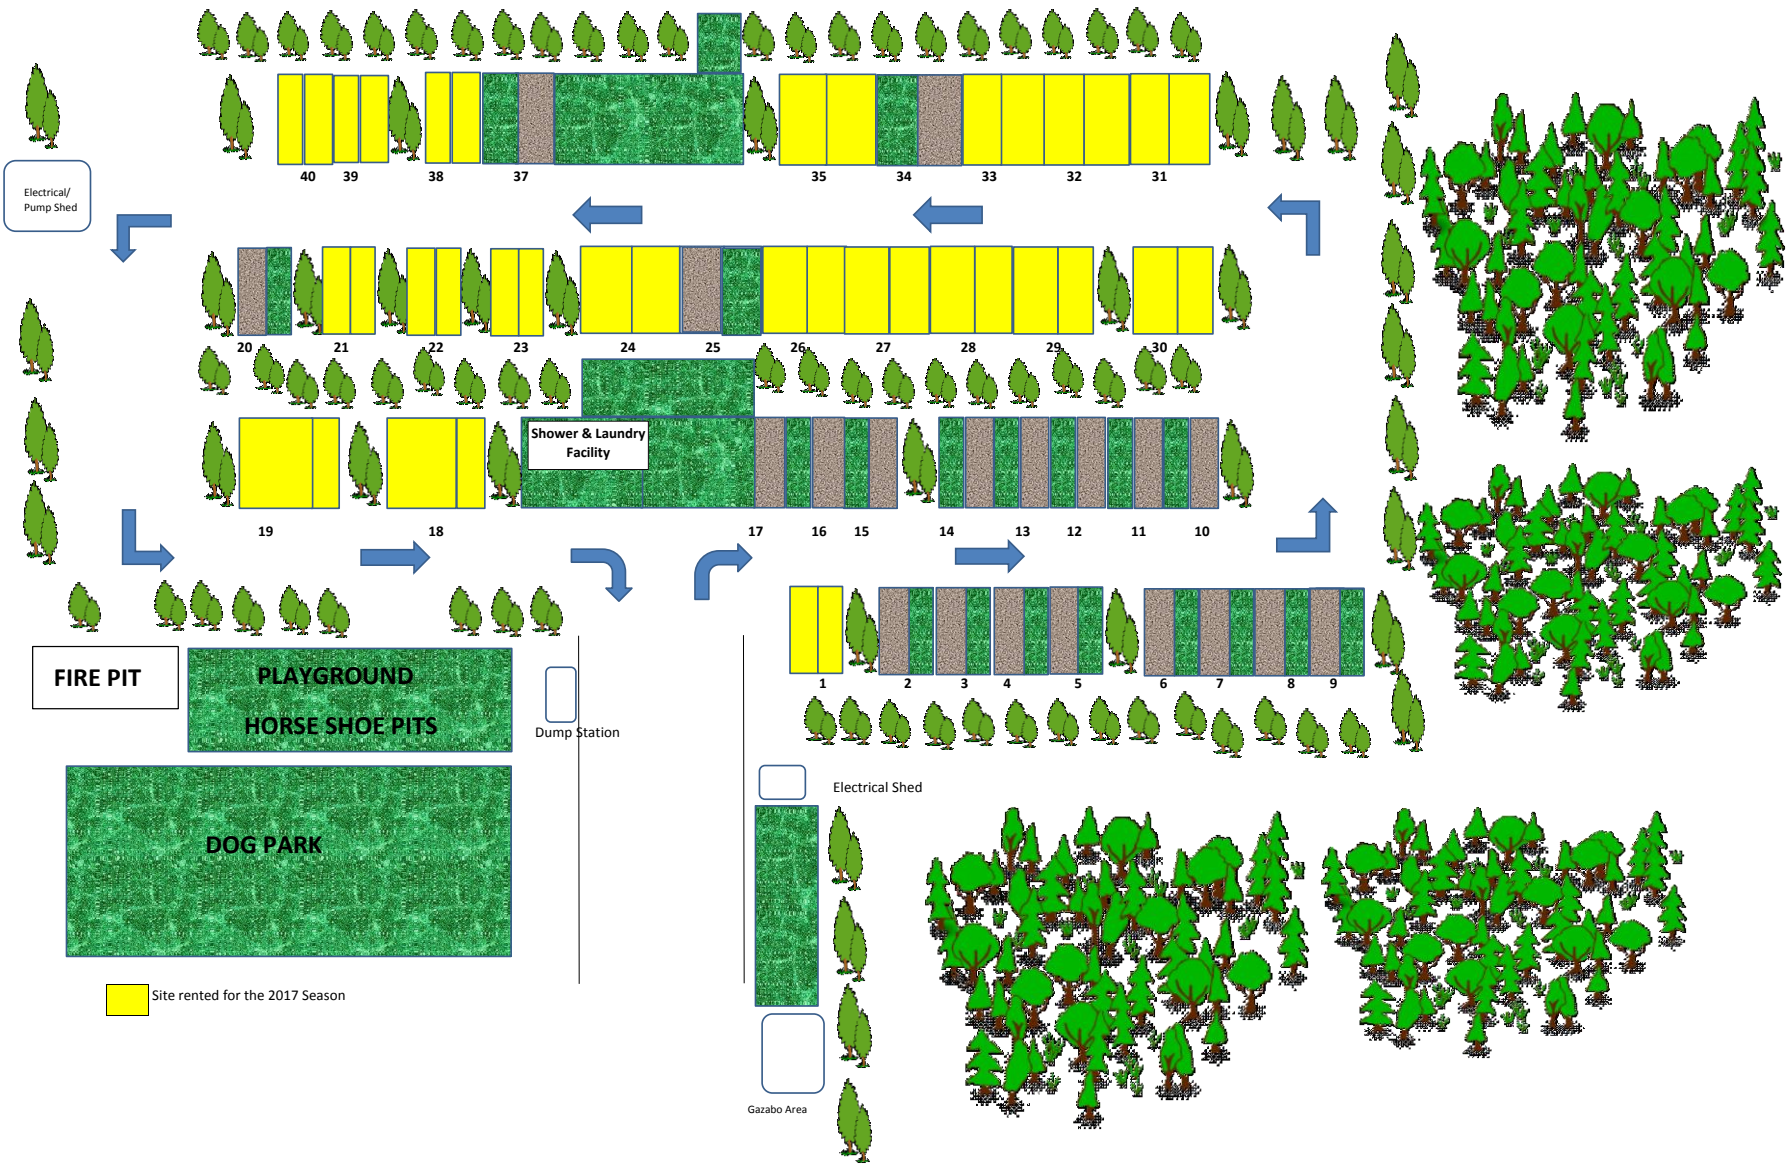 40 39 38 37 35 34 33 32 31
Electrical/
Pump Shed
20 21 22 23 24 25 26 27 28 29 30
Shower & Laundry
Facility
19 18 17 16 15 14 13 12 11 10
FIRE PIT
PLAYGROUND
HORSE SHOE PITS
1 2 3 4 5 6 7 8 9
Dump Station
Electrical Shed
DOG PARK
Site rented for the 2017 Season
Gazabo Area